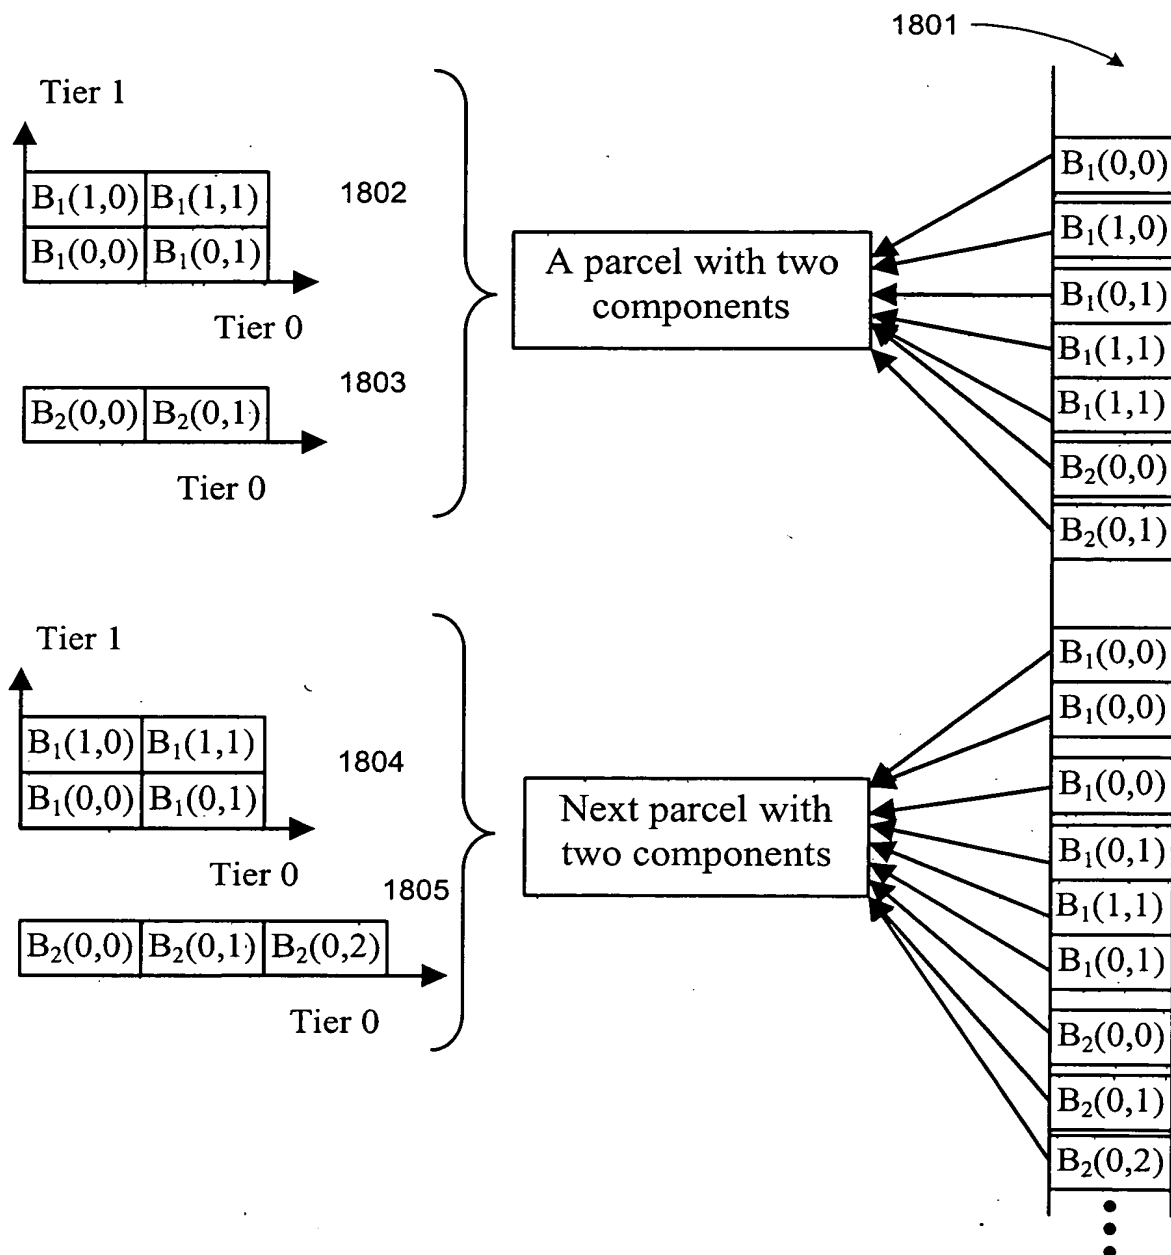 1801
Tier 1
B₁(1,0) B₁(1,1)
B₁(0,0) B₁(0,1)
Tier 0
1802
B₂(0,0) B₂(0,1)
Tier 0
1803
A parcel with two
components
B₁(0,0)
B₁(1,0)
B₁(0,1)
B₁(1,1)
B₁(1,1)
B₂(0,0)
B₂(0,1)
Tier 1
B₁(1,0) B₁(1,1)
B₁(0,0) B₁(0,1)
Tier 0
1804
B₂(0,0) B₂(0,1) B₂(0,2)
Tier 0
1805
Next parcel with
two components
B₁(0,0)
B₁(0,0)
B₁(0,0)
B₁(0,1)
B₁(1,1)
B₁(0,1)
B₂(0,0)
B₂(0,1)
B₂(0,2)